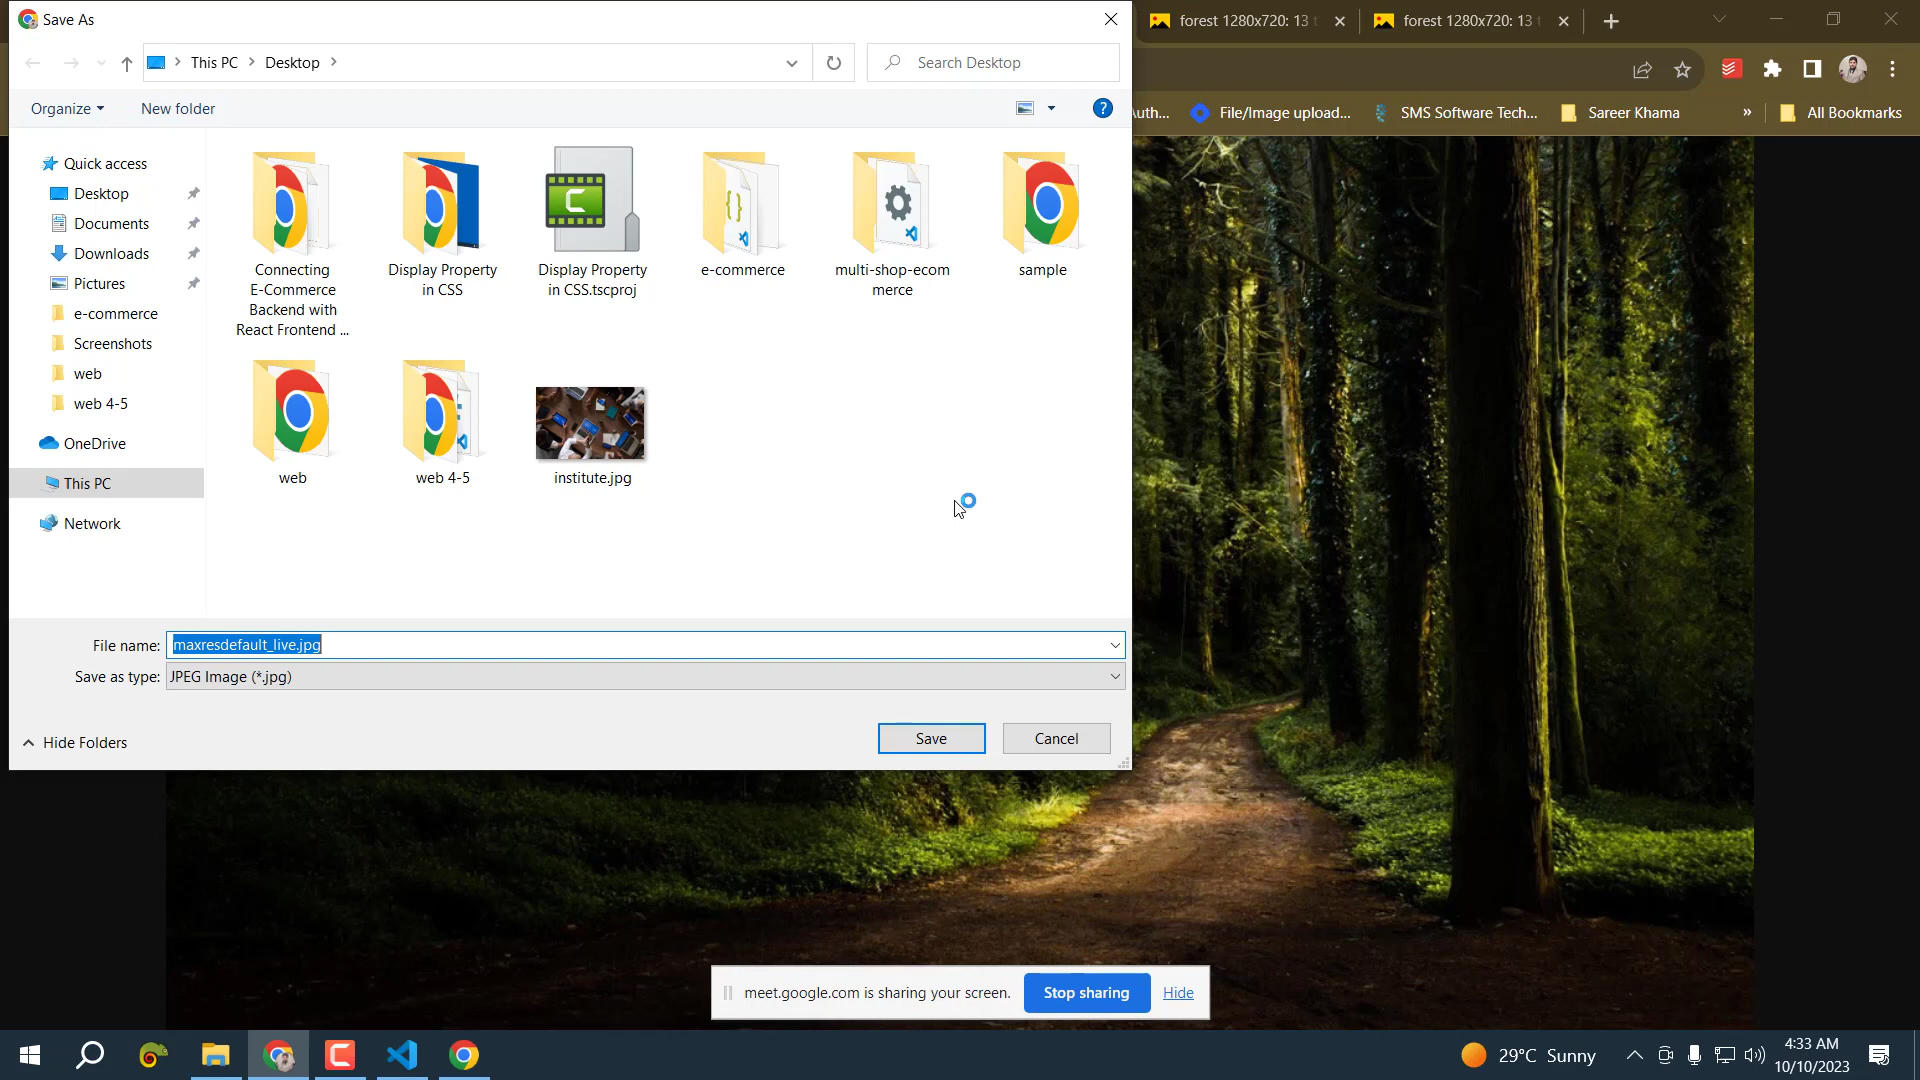 Save As
forest 1280x720: 13 t
forest 1280x720: 13 t
This PC
Desktop
Search Desktop
Organize
New folder
?
Auth...
File/Image upload...
SMS Software Tech...
Sareer Khama
»
All Bookmarks
Quick access
Desktop
Documents
Downloads
Pictures
e-commerce
Screenshots
web
web 4-5
OneDrive
This PC
Network
Connecting
E-Commerce
Backend with
React Frontend ...
Display Property
in CSS
Display Property
in CSS.tscproj
e-commerce
multi-shop-ecom
merce
sample
web
web 4-5
institute.jpg
File name: maxresdefault_live.jpg
Save as type: JPEG Image (*.jpg)
Hide Folders
Save
Cancel
meet.google.com is sharing your screen.
Stop sharing
Hide
29°C Sunny
4:33 AM
10/10/2023